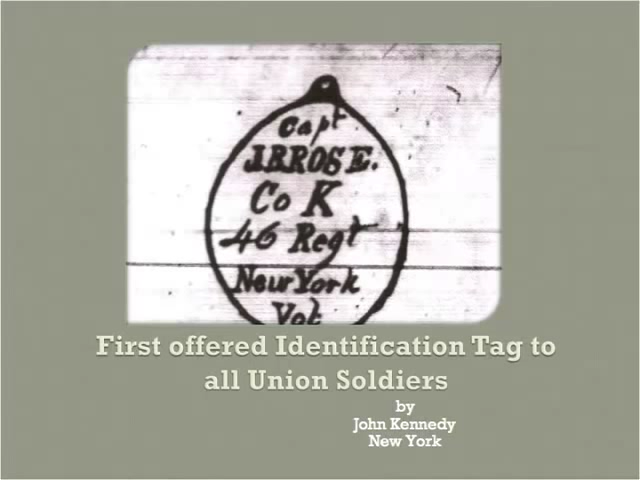 Capt
J.B ROSE.
Co K
46 Regt
New York
Vol
First offered Identification Tag to
all Union Soldiers
by
John Kennedy
New York